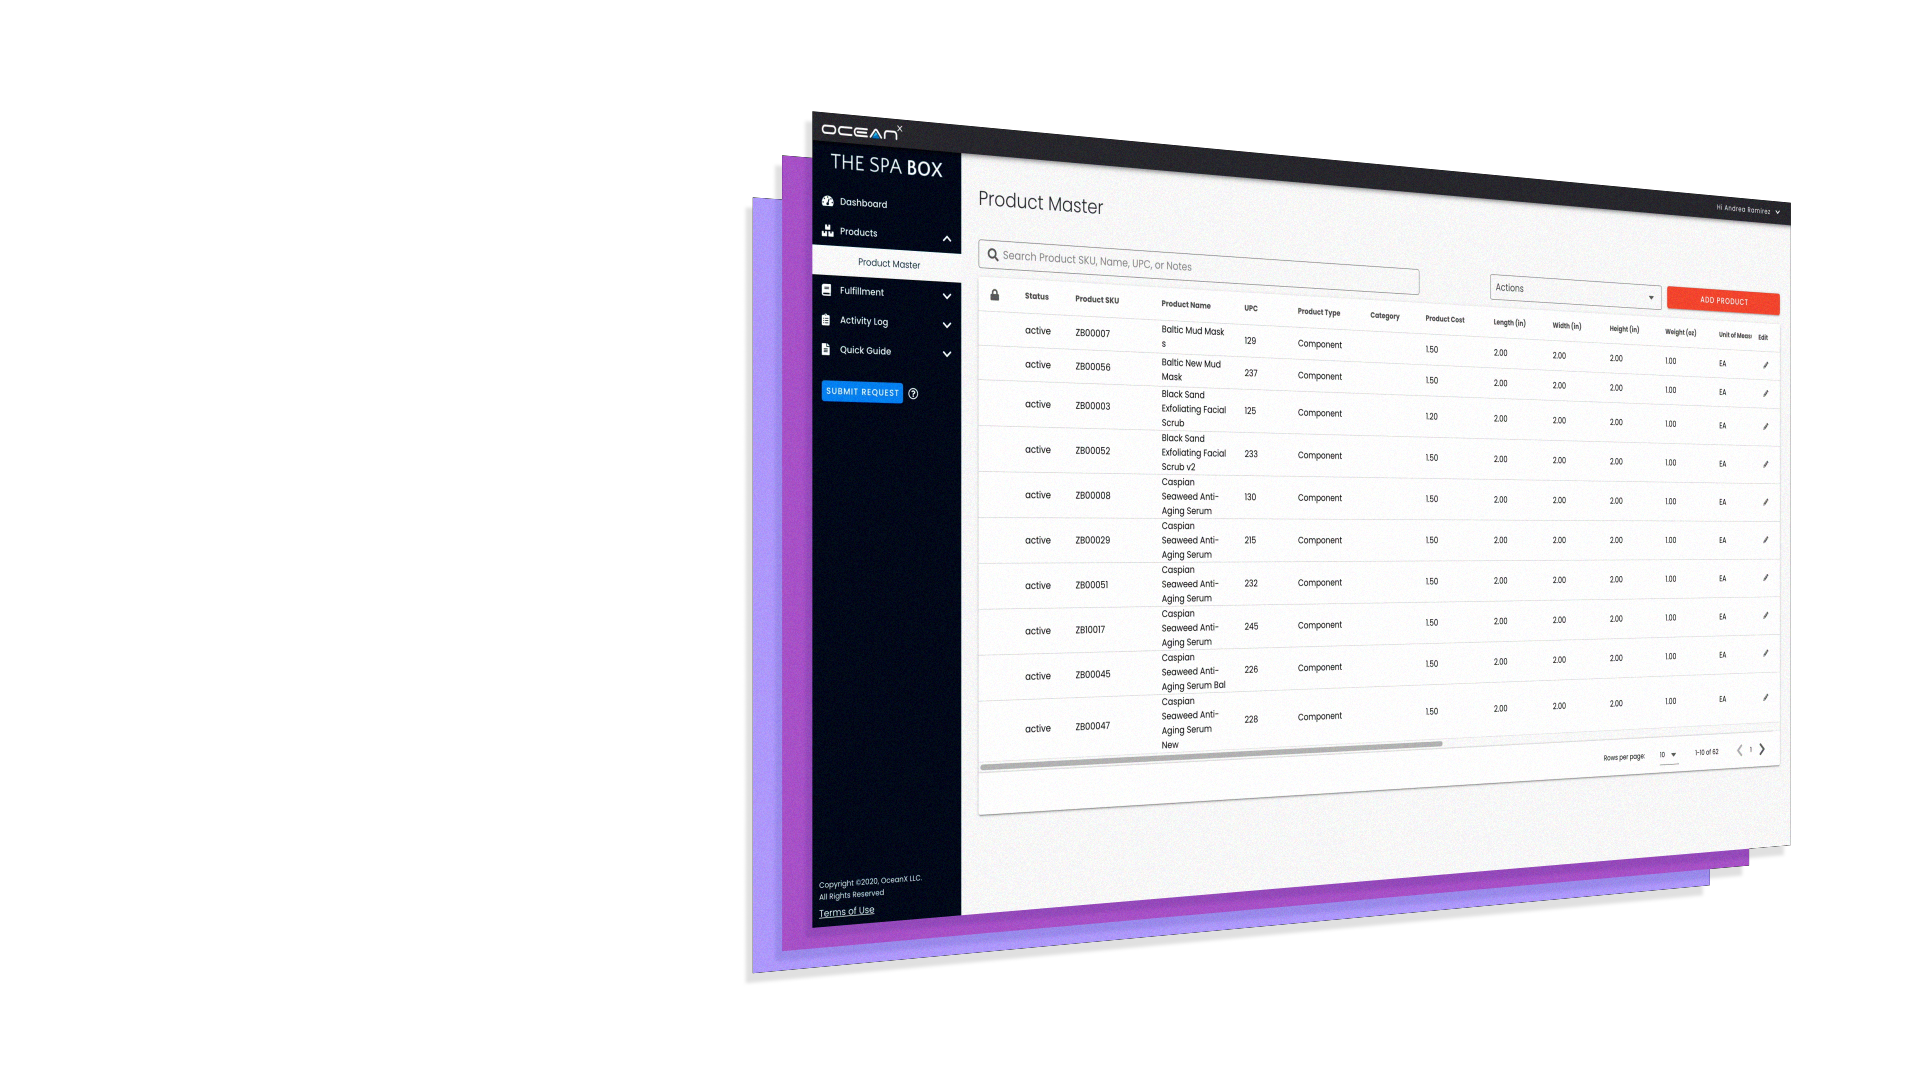 OCEANX
THE SPA BOX
Hi Andrea Ramirez
Dashboard
Products
Product Master
Fulfillment
Activity Log
Quick Guide
SUBMIT REQUEST
Copyright ©2020, OceanX LLC.
All Rights Reserved
Terms of Use
Product Master
Search Product SKU, Name, UPC, or Notes
Actions
ADD PRODUCT
Status Product SKU Product Name UPC Product Type Category Product Cost Length (in) Width (in) Height (in) Weight (oz) Unit of Measu Edit
active ZB00007 Baltic Mud Mask 129 Component 1.50 2.00 2.00 2.00 1.00 EA
s
active ZB00056 Baltic New Mud 237 Component 1.50 2.00 2.00 2.00 1.00 EA
Mask
active ZB00003 Black Sand 125 Component 1.20 2.00 2.00 2.00 1.00 EA
Exfoliating Facial
Scrub
active ZB00052 Black Sand 233 Component 1.50 2.00 2.00 2.00 1.00 EA
Exfoliating Facial
Scrub v2
active ZB00008 Caspian 130 Component 1.50 2.00 2.00 2.00 1.00 EA
Seaweed Anti-
Aging Serum
active ZB00029 Caspian 215 Component 1.50 2.00 2.00 2.00 1.00 EA
Seaweed Anti-
Aging Serum
active ZB00051 Caspian 232 Component 1.50 2.00 2.00 2.00 1.00 EA
Seaweed Anti-
Aging Serum
active ZB10017 Caspian 245 Component 1.50 2.00 2.00 2.00 1.00 EA
Seaweed Anti-
Aging Serum
active ZB00045 Caspian 226 Component 1.50 2.00 2.00 2.00 1.00 EA
Seaweed Anti-
Aging Serum Bal
active ZB00047 Caspian 228 Component 1.50 2.00 2.00 2.00 1.00 EA
Seaweed Anti-
Aging Serum
New
Rows per page: 10 1-10 of 62 1